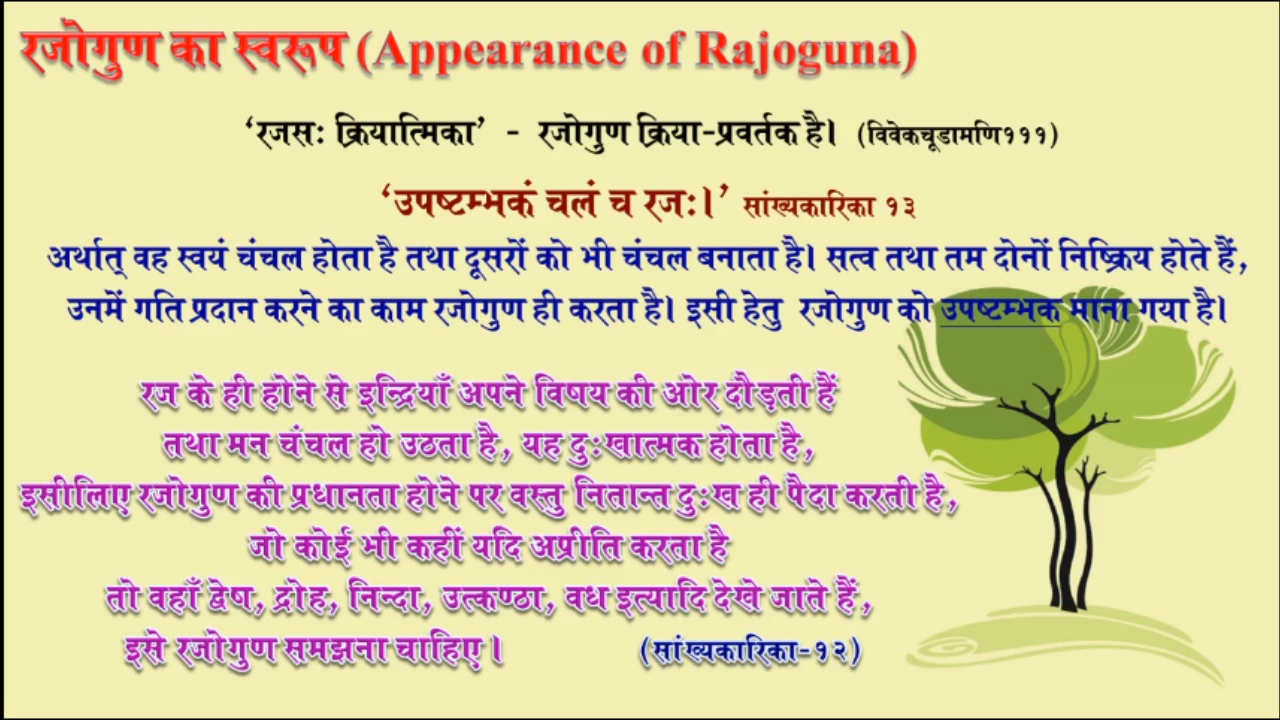 रजोगुण का स्वरूप (Appearance of Rajoguna)
‘रजसः क्रियात्मिका’ - रजोगुण क्रिया-प्रवर्तक है। (विवेकचूडामणि१११)
‘उपष्टम्भकं चलं च रजः।’ सांख्यकारिका १३
अर्थात् वह स्वयं चंचल होता है तथा दूसरों को भी चंचल बनाता है। सत्व तथा तम दोनों निष्क्रिय होते हैं,
उनमें गति प्रदान करने का काम रजोगुण ही करता है। इसी हेतु रजोगुण को उपष्टम्भक माना गया है।
रज के ही होने से इन्द्रियाँ अपने विषय की ओर दौड़ती हैं
तथा मन चंचल हो उठता है, यह दुःखात्मक होता है,
इसीलिए रजोगुण की प्रधानता होने पर वस्तु नितान्त दुःख ही पैदा करती है,
जो कोई भी कहीं यदि अप्रीति करता है
तो वहाँ द्वेष, द्रोह, निन्दा, उत्कण्ठा, वध इत्यादि देखे जाते हैं,
इसे रजोगुण समझना चाहिए। (सांख्यकारिका-१२)